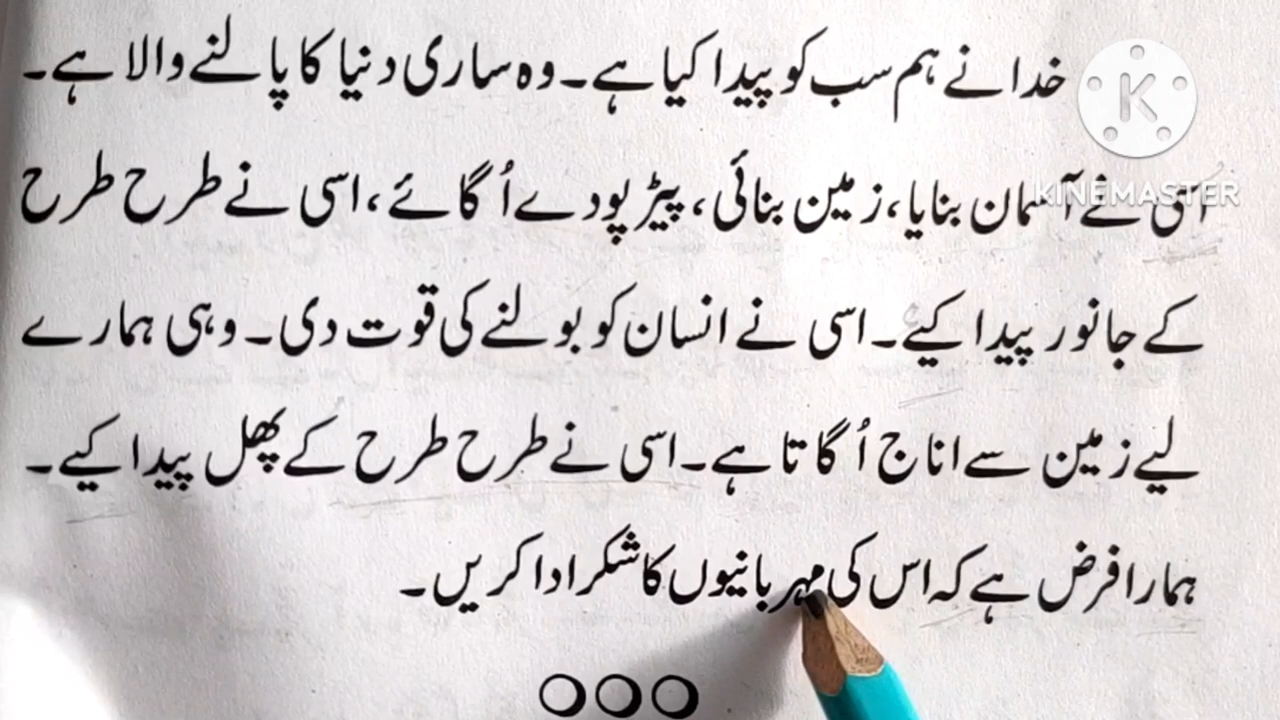 خدا نے ہم سب کو پیدا کیا ہے۔ وہ ساری دنیا کا پالنے والا ہے۔
اسی نے آسمان بنایا، زمین بنائی، پیڑ پودے اُگائے، اسی نے طرح طرح
کے جانور پیدا کیے۔ اسی نے انسان کو بولنے کی قوت دی۔ وہی ہمارے
لیے زمین سے اناج اُگاتا ہے۔ اسی نے طرح طرح کے پھل پیدا کیے۔
ہمارا فرض ہے کہ اس کی مہربانیوں کا شکر ادا کریں۔
K
KINEMASTER